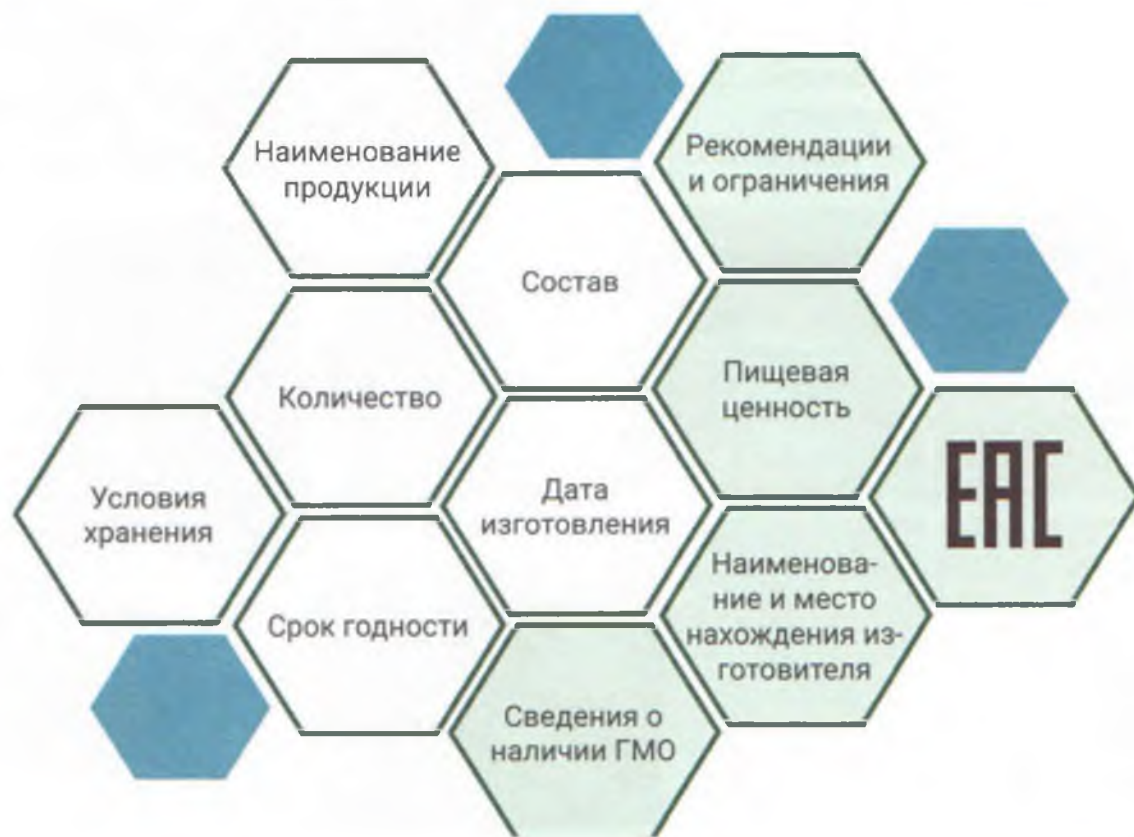 Наименование
продукции
Рекомендации
и ограничения
Состав
Количество
Пищевая
ценность
Условия
хранения
Дата
изготовления
EAC
Срок годности
Наименова-
ние и место
нахождения из-
готовителя
Сведения о
наличии ГМО